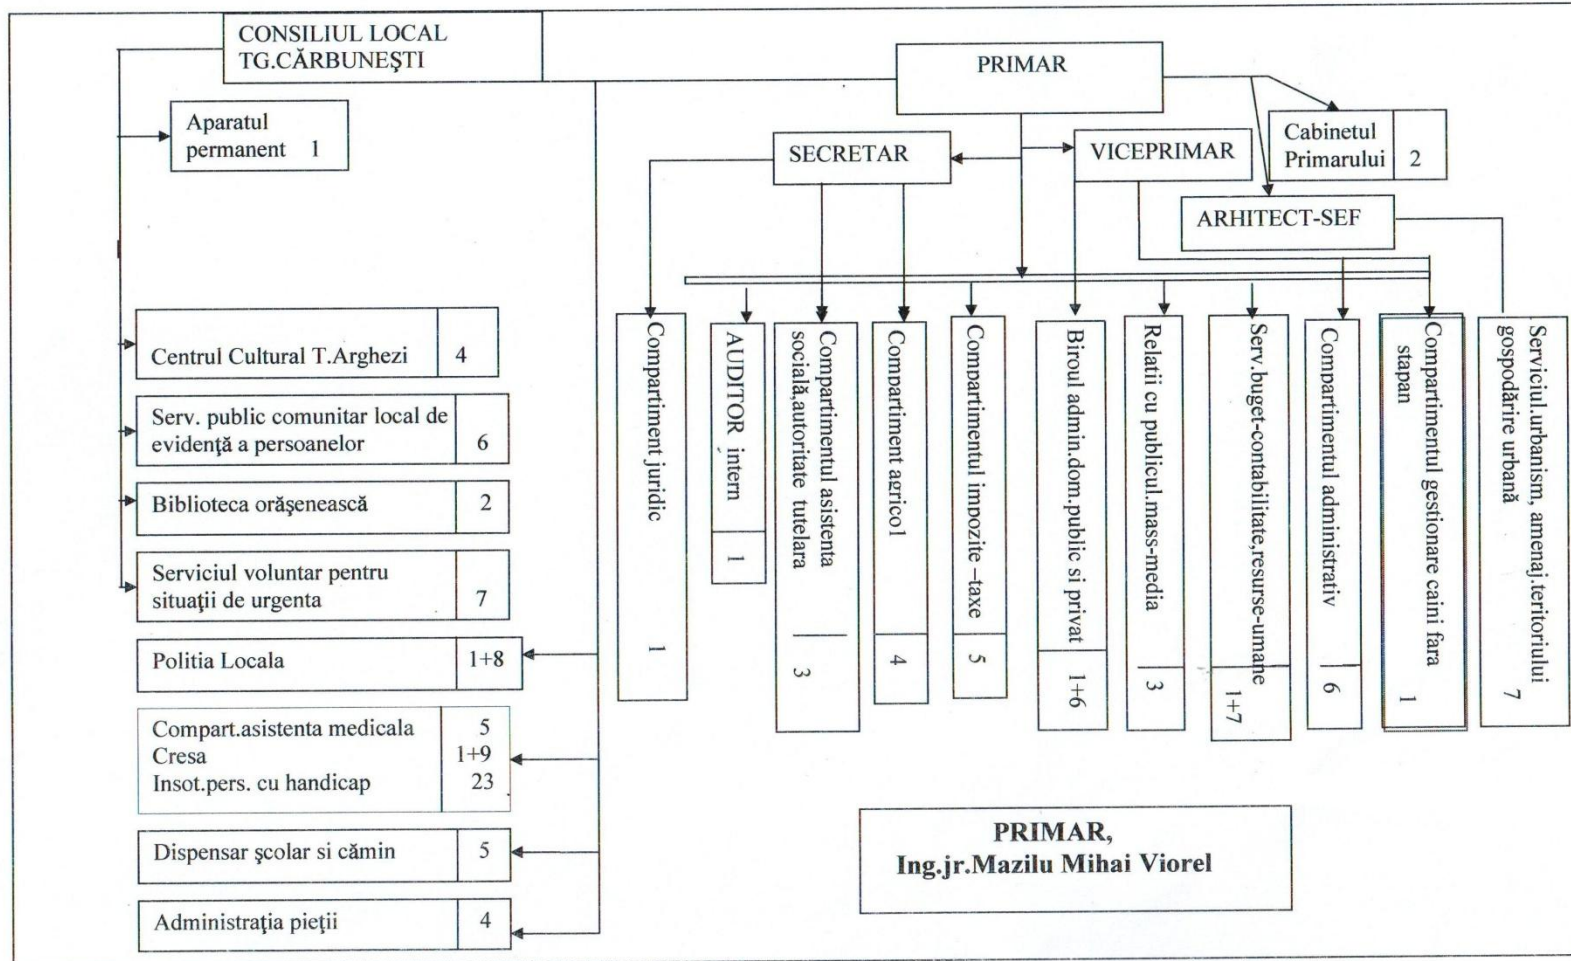 CONSILIUL LOCAL
TG.CĂRBUNEŞTI
PRIMAR
Aparatul
permanent 1
Cabinetul
Primarului 2
SECRETAR
VICEPRIMAR
ARHITECT-SEF
Centrul Cultural T.Arghezi 4
Serv. public comunitar local de
evidenţă a persoanelor 6
Biblioteca orăşenească 2
Serviciul voluntar pentru
situaţii de urgenta 7
Politia Locala 1+8
Compart.asistenta medicala 5
Cresa 1+9
Insot.pers. cu handicap 23
Dispensar şcolar si cămin 5
Administraţia pieţii 4
Compartiment juridic 1
AUDITOR intern 1
Compartimentul asistenta
socială,autoritate tutelara 3
Compartiment agricol 4
Compartimentul impozite –taxe 5
Biroul admin.dom.public si privat 1+6
Relatii cu publicul.mass-media 3
Serv.buget-contabilitate,resurse-umane 1+7
Compartimentul administrativ 6
Compartimentul gestionare caini fara
stapan 1
Serviciul.urbanism, amenaj.teritoriului
gospodărire urbană 7
PRIMAR,
Ing.jr.Mazilu Mihai Viorel